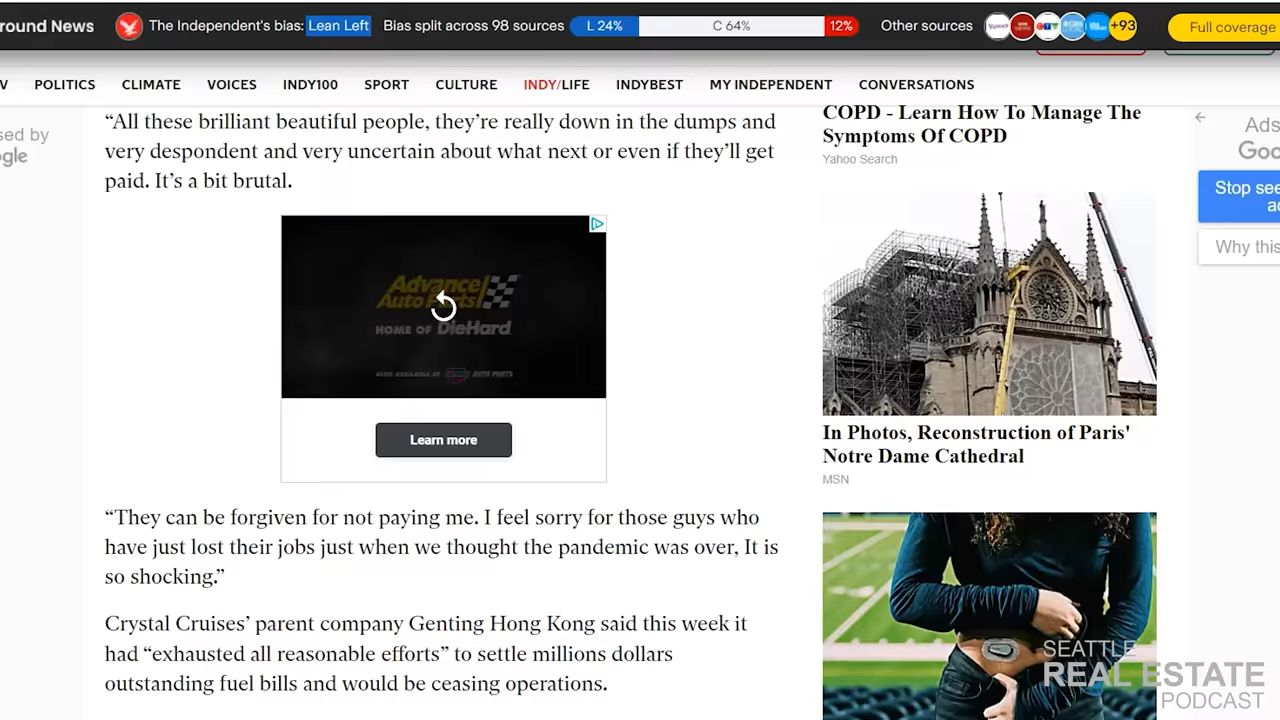 round News
The Independent's bias: Lean Left
Bias split across 98 sources
L 24%
C 64%
12%
Other sources
+93
Full coverage
V
POLITICS
CLIMATE
VOICES
INDY100
SPORT
CULTURE
INDY/LIFE
INDYBEST
MY INDEPENDENT
CONVERSATIONS
sed by
ogle
“All these brilliant beautiful people, they’re really down in the dumps and
very despondent and very uncertain about what next or even if they’ll get
paid. It’s a bit brutal.
Advance
Auto Parts
HOME OF DieHard
ALSO AVAILABLE AT
AUTO PARTS
Learn more
“They can be forgiven for not paying me. I feel sorry for those guys who
have just lost their jobs just when we thought the pandemic was over, It is
so shocking.”
Crystal Cruises’ parent company Genting Hong Kong said this week it
had “exhausted all reasonable efforts” to settle millions dollars
outstanding fuel bills and would be ceasing operations.
COPD - Learn How To Manage The
Symptoms Of COPD
Yahoo Search
In Photos, Reconstruction of Paris'
Notre Dame Cathedral
MSN
Ads
Goo
Stop see
ad
Why this
SEATTLE
REAL ESTATE
PODCAST